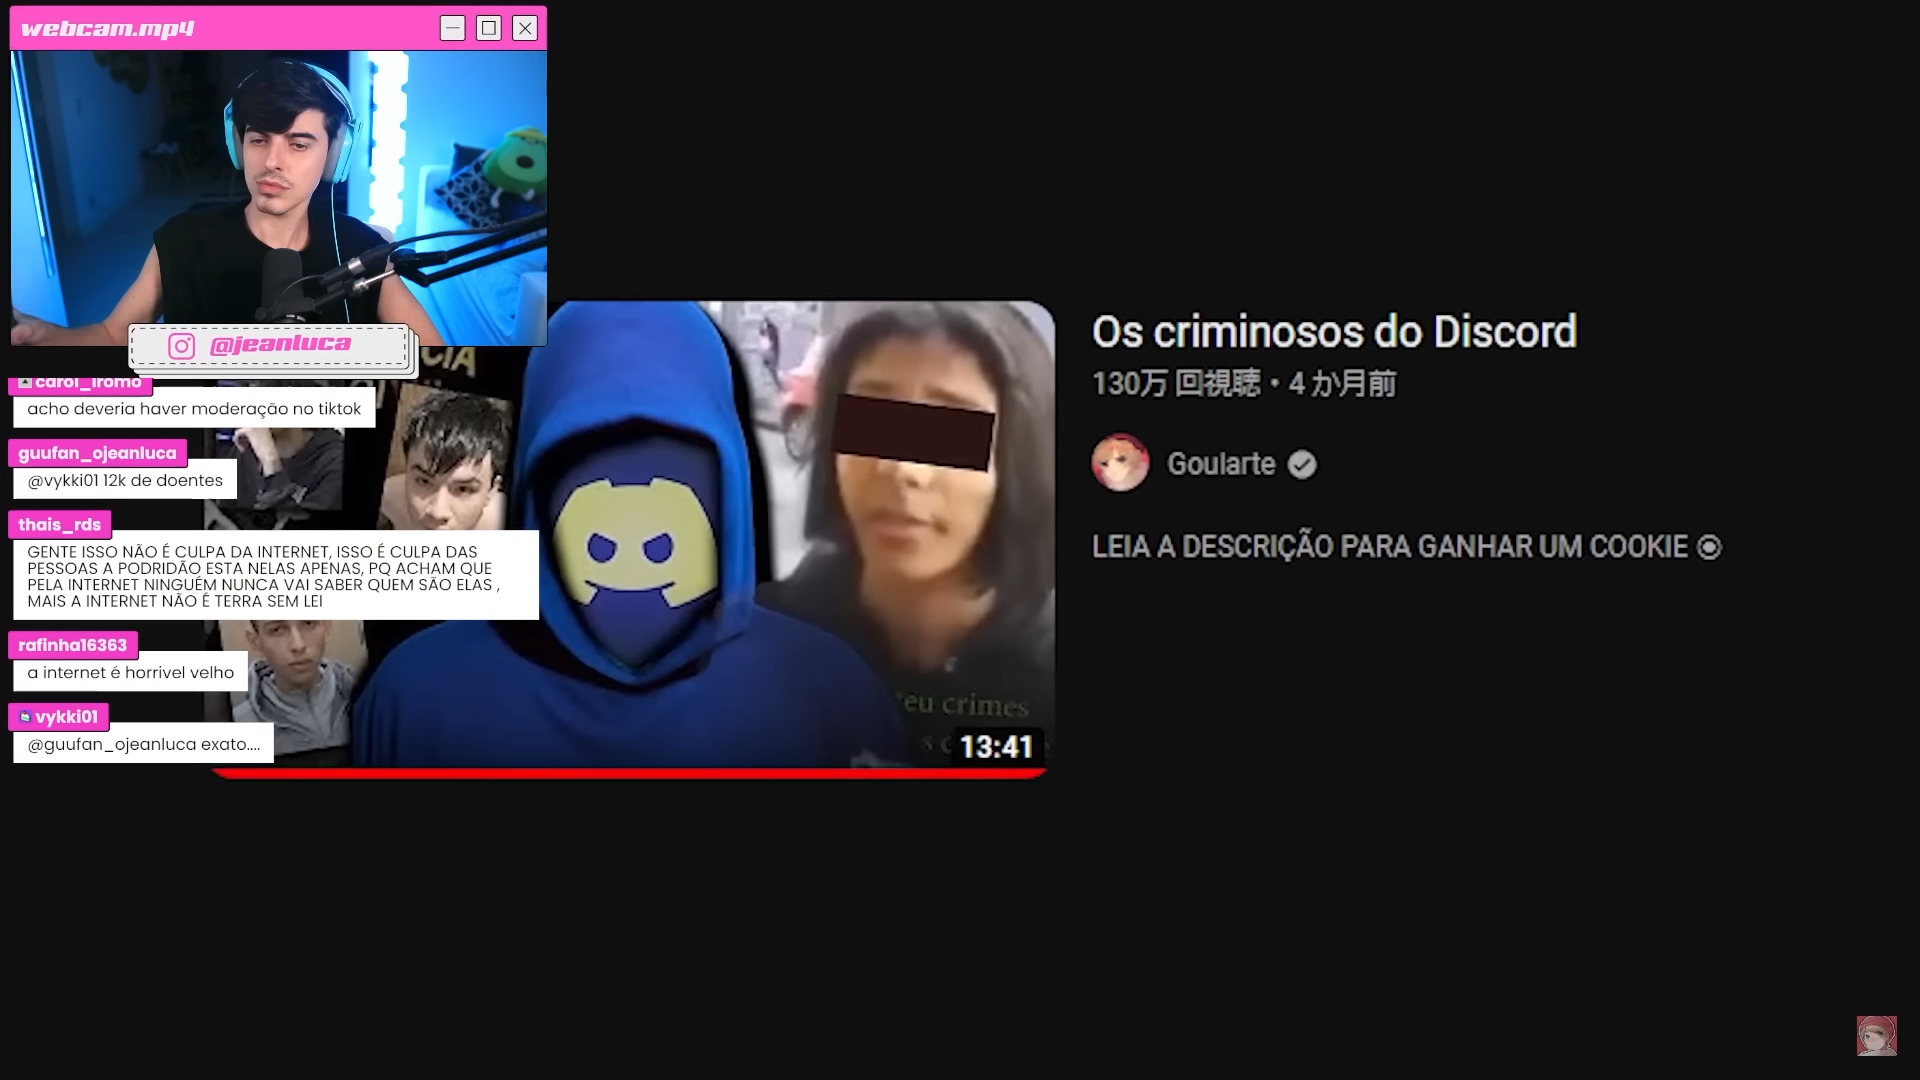 webcam.mp4
@jeanluca
carol_iromo
acho deveria haver moderação no tiktok
guufan_ojeanluca
@vykki01 12k de doentes
thais_rds
GENTE ISSO NÃO É CULPA DA INTERNET, ISSO É CULPA DAS
PESSOAS A PODRIDÃO ESTA NELAS APENAS, PQ ACHAM QUE
PELA INTERNET NINGUÉM NUNCA VAI SABER QUEM SÃO ELAS ,
MAIS A INTERNET NÃO É TERRA SEM LEI
rafinha16363
a internet é horrivel velho
vykki01
@guufan_ojeanluca exato....
crimes
13:41
Os criminosos do Discord
130万 回視聴・4 か月前
Goularte
LEIA A DESCRIÇÃO PARA GANHAR UM COOKIE